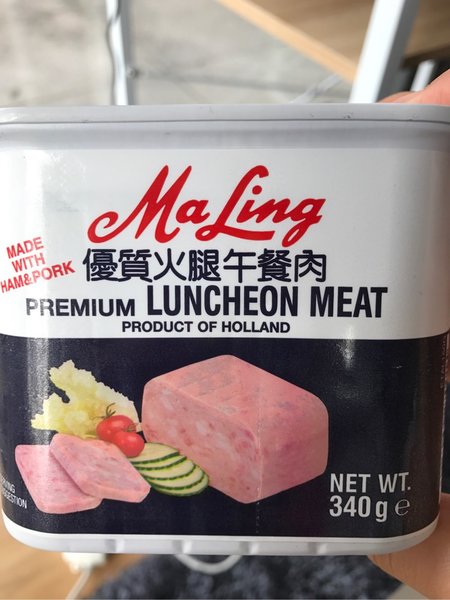 Ma Ling
MADE
WITH
HAM&PORK
優質火腿午餐肉
PREMIUM LUNCHEON MEAT
PRODUCT OF HOLLAND
NET WT.
340g e